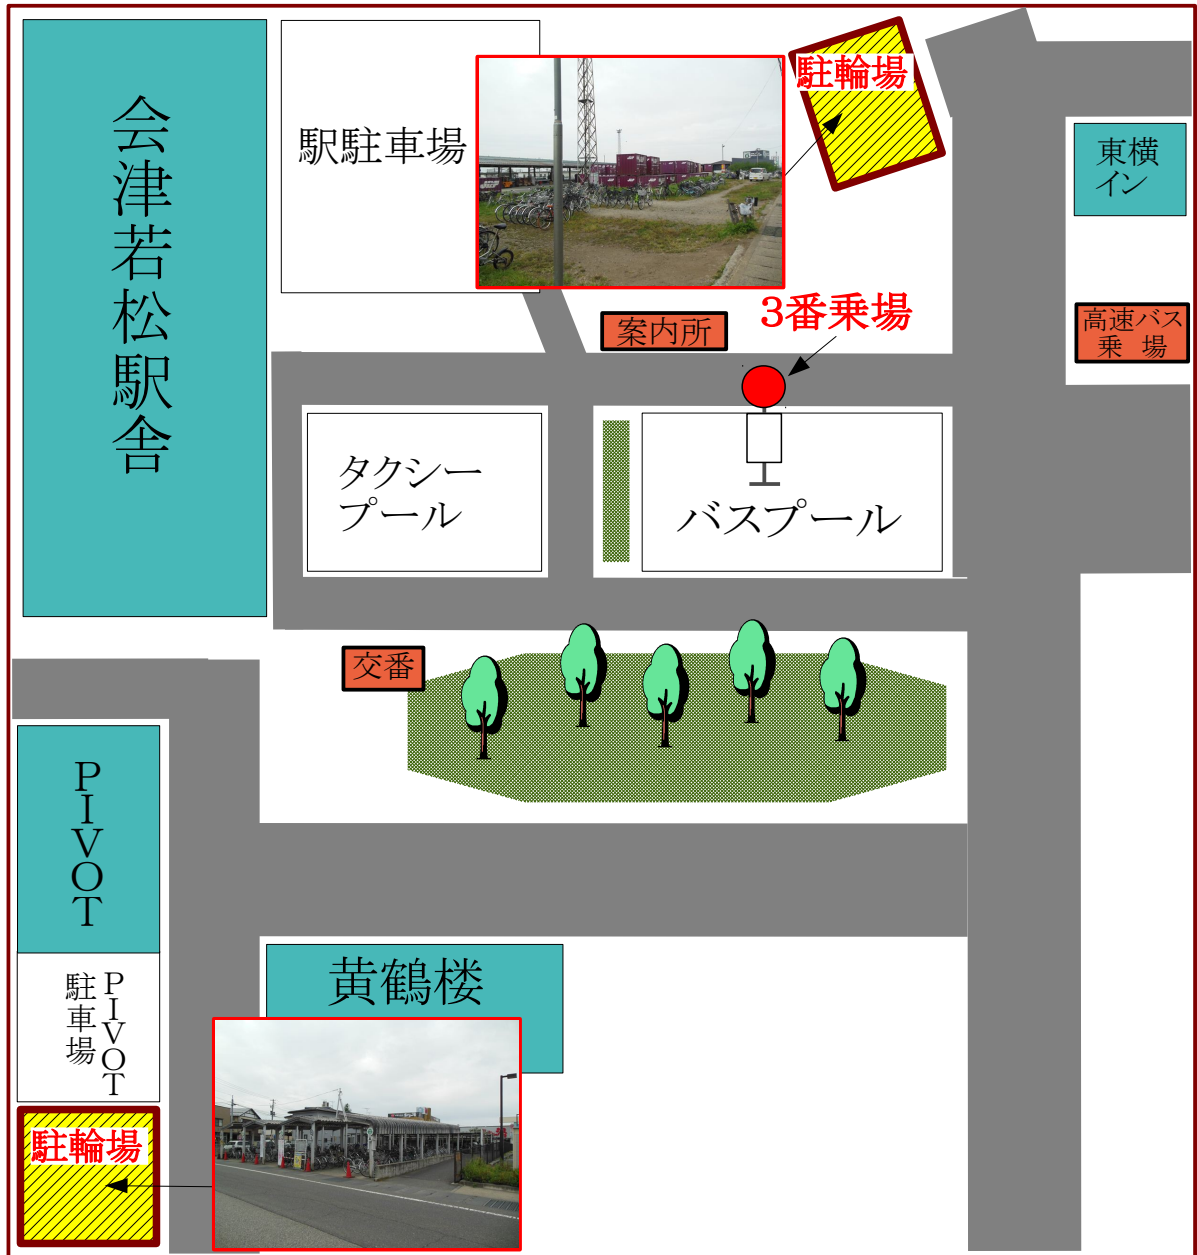 会津若松駅舎
駅駐車場
駐輪場
東横
イン
3番乗場
案内所
高速バス
乗 場
タクシー
プール
バスプール
交番
PIVOT
黄鶴楼
PIVOT
駐車場
駐輪場